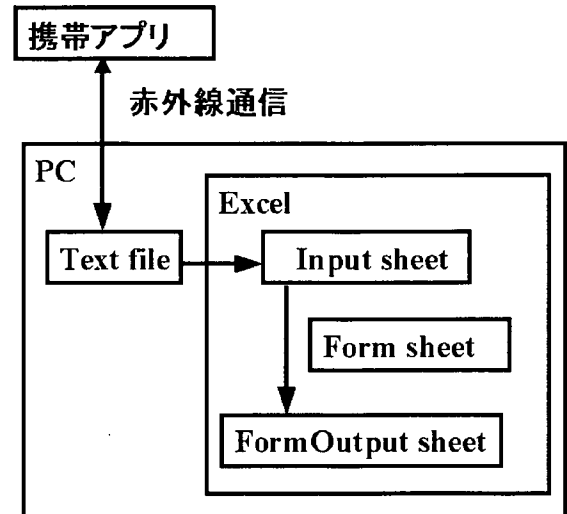 携帯アプリ
赤外線通信
PC
Excel
Text file
Input sheet
Form sheet
FormOutput sheet